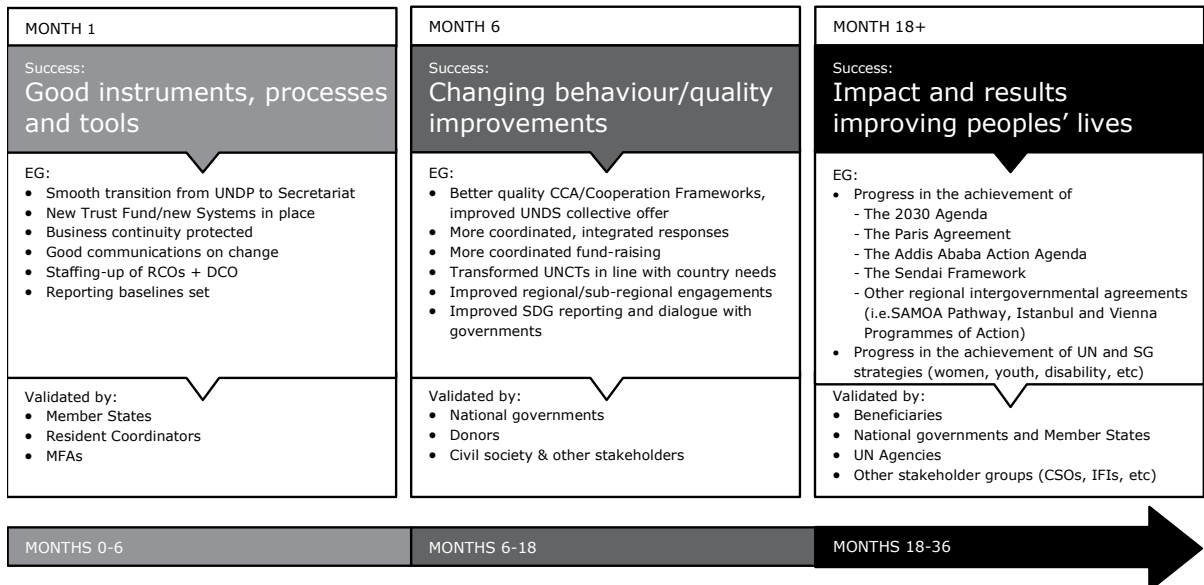 MONTH 1
Success:
Good instruments, processes
and tools
EG:
• Smooth transition from UNDP to Secretariat
• New Trust Fund/new Systems in place
• Business continuity protected
• Good communications on change
• Staffing-up of RCOs + DCO
• Reporting baselines set
Validated by:
• Member States
• Resident Coordinators
• MFAs
MONTHS 0-6
MONTH 6
Success:
Changing behaviour/quality
improvements
EG:
• Better quality CCA/Cooperation Frameworks,
improved UNDS collective offer
• More coordinated, integrated responses
• More coordinated fund-raising
• Transformed UNCTs in line with country needs
• Improved regional/sub-regional engagements
• Improved SDG reporting and dialogue with
governments
Validated by:
• National governments
• Donors
• Civil society & other stakeholders
MONTHS 6-18
MONTH 18+
Success:
Impact and results
improving peoples’ lives
EG:
• Progress in the achievement of
- The 2030 Agenda
- The Paris Agreement
- The Addis Ababa Action Agenda
- The Sendai Framework
- Other regional intergovernmental agreements
(i.e.SAMOA Pathway, Istanbul and Vienna
Programmes of Action)
• Progress in the achievement of UN and SG
strategies (women, youth, disability, etc)
Validated by:
• Beneficiaries
• National governments and Member States
• UN Agencies
• Other stakeholder groups (CSOs, IFIs, etc)
MONTHS 18-36